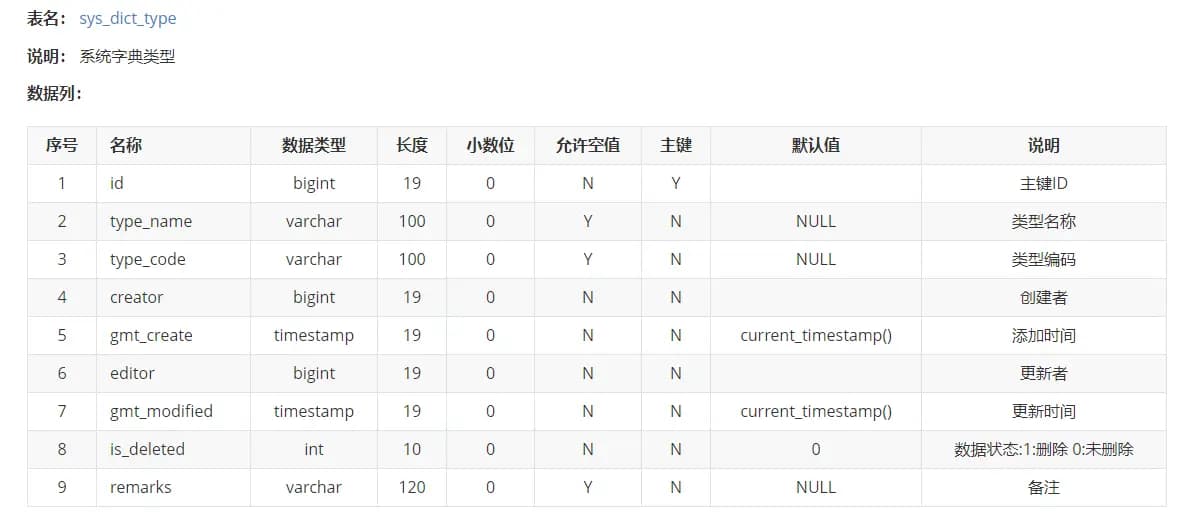 表名： sys_dict_type
说明： 系统字典类型
数据列：
序号 名称 数据类型 长度 小数位 允许空值 主键 默认值 说明
1 id bigint 19 0 N Y 主键ID
2 type_name varchar 100 0 Y N NULL 类型名称
3 type_code varchar 100 0 Y N NULL 类型编码
4 creator bigint 19 0 N N 创建者
5 gmt_create timestamp 19 0 N N current_timestamp() 添加时间
6 editor bigint 19 0 N N 更新者
7 gmt_modified timestamp 19 0 N N current_timestamp() 更新时间
8 is_deleted int 10 0 N N 0 数据状态:1:删除 0:未删除
9 remarks varchar 120 0 Y N NULL 备注